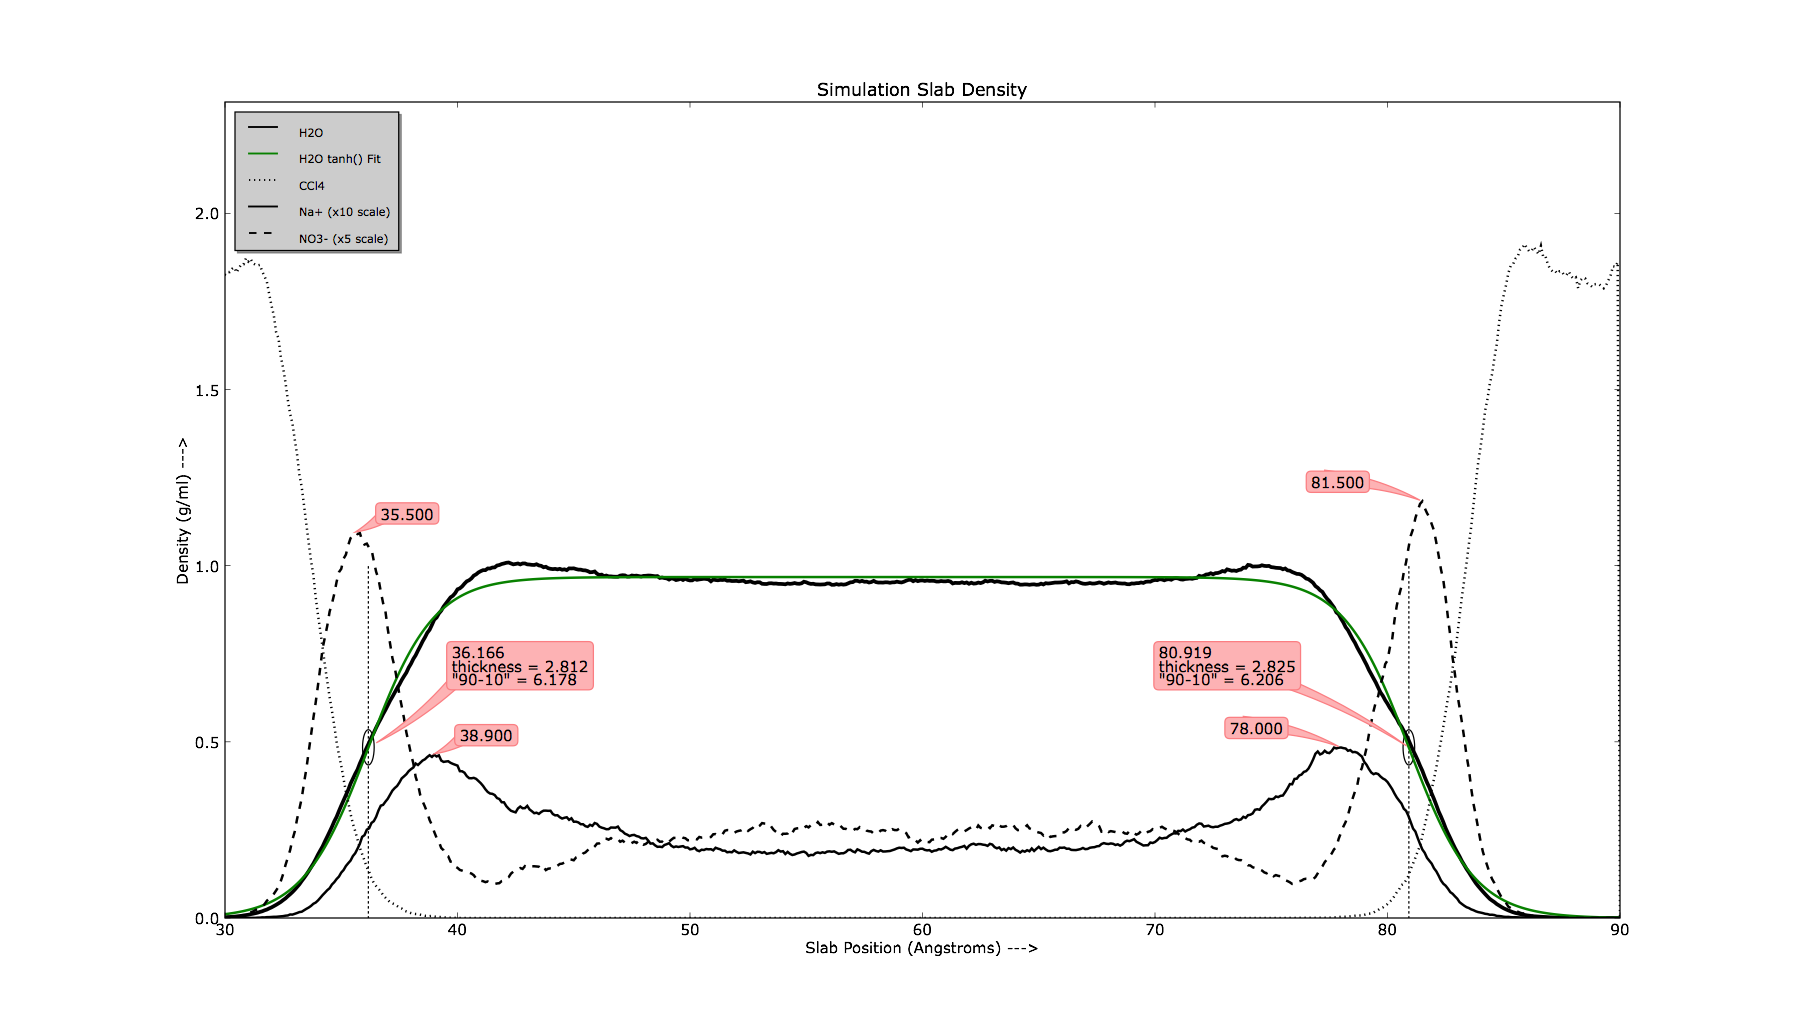 Simulation Slab Density
H2O
H2O tanh() Fit
CCl4
Na+ (x10 scale)
NO3- (x5 scale)
2.0
1.5
1.0
0.5
0.0
Density (g/ml) --->
81.500
35.500
36.166
thickness = 2.812
"90-10" = 6.178
80.919
thickness = 2.825
"90-10" = 6.206
38.900
78.000
30 40 50 60 70 80 90
Slab Position (Angstroms) --->